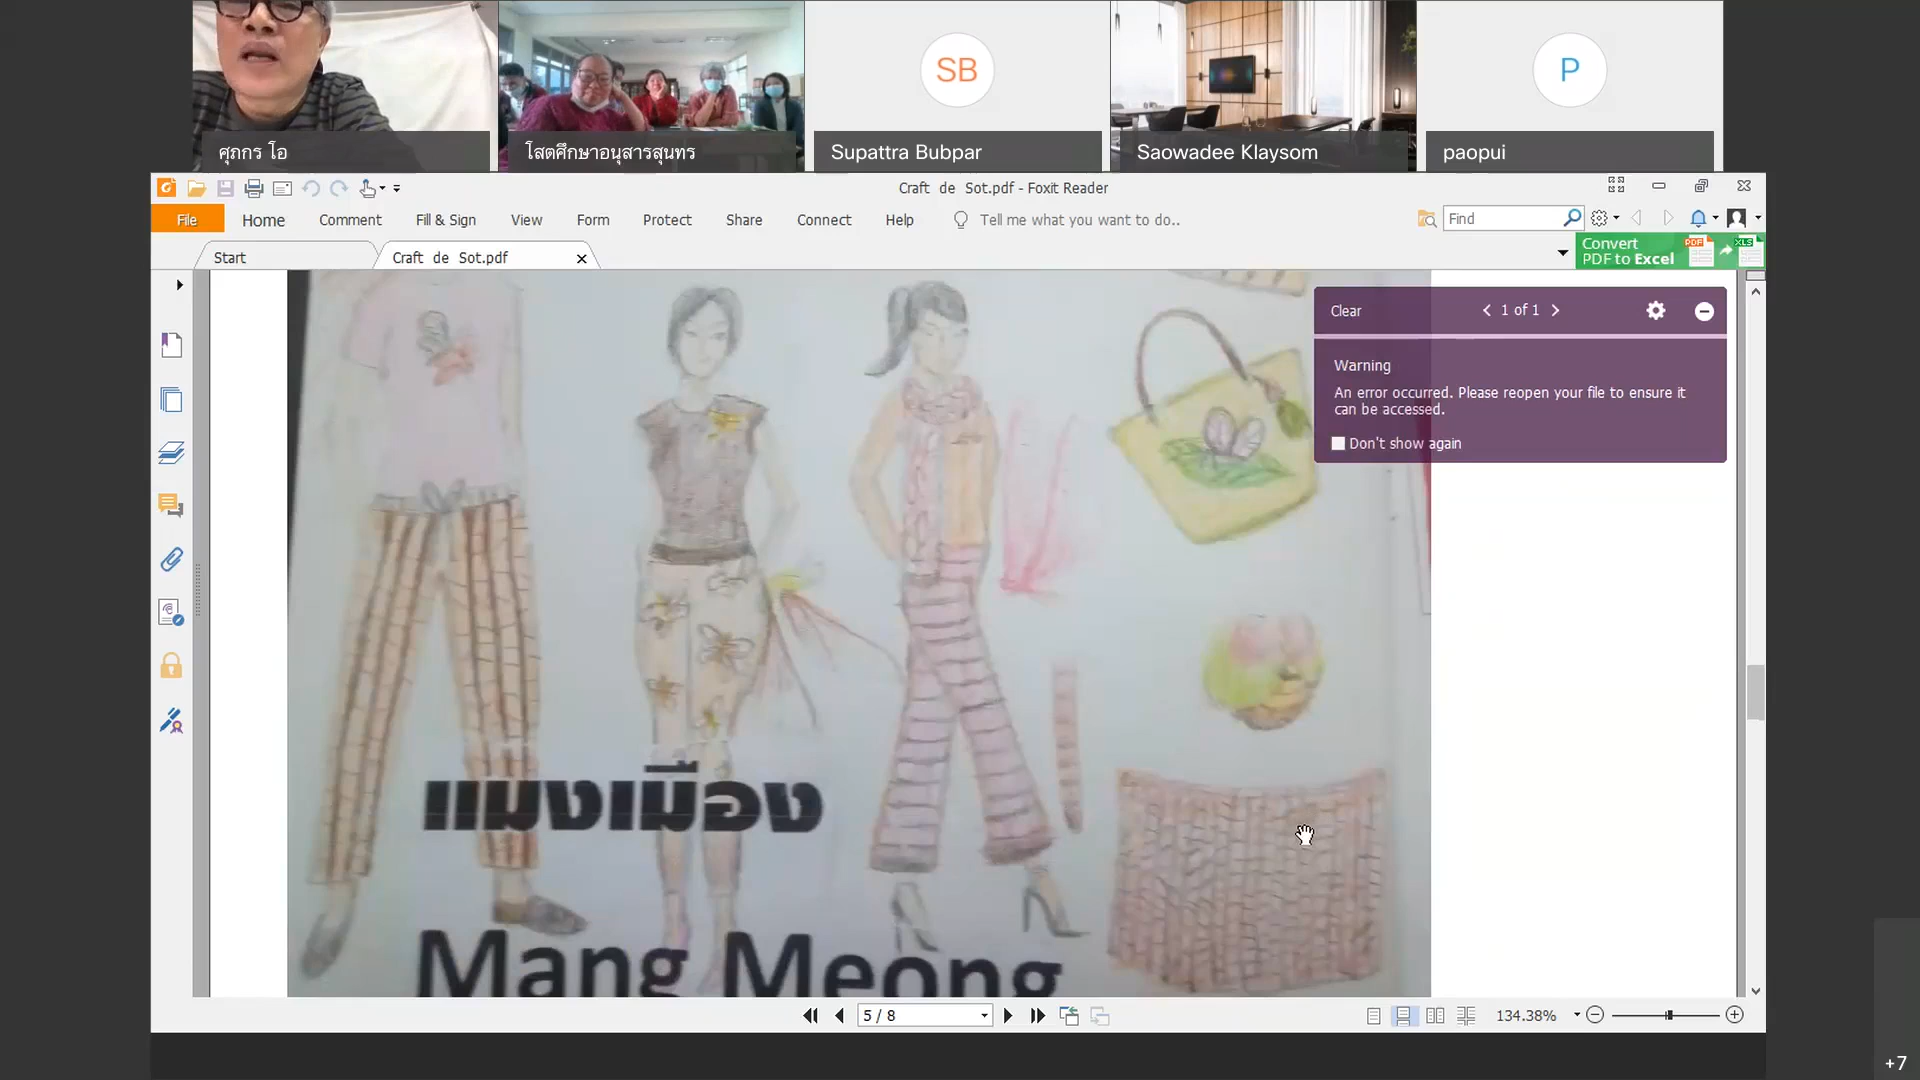 ศุภกร โอ
โสตศึกษาอนุสารสุนทร
SB
Supattra Bubpar
Saowadee Klaysom
P
paopui
Craft de Sot.pdf - Foxit Reader
File Home Comment Fill & Sign View Form Protect Share Connect Help Tell me what you want to do.. Find
Start Craft de Sot.pdf
Convert
PDF to Excel
PDF XLS
Clear 1 of 1
Warning
An error occurred. Please reopen your file to ensure it
can be accessed.
Don't show again
แมงเมือง
Mang Meong
5 / 8
134.38%
+7